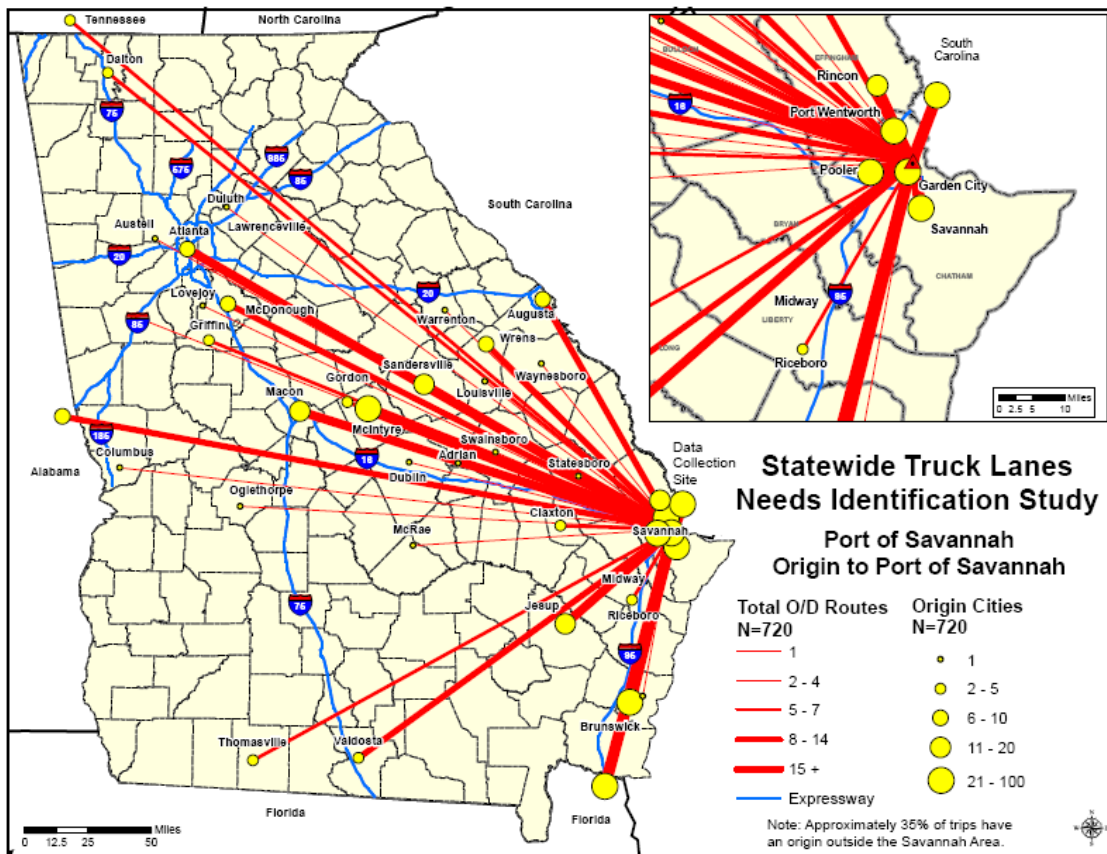 Tennessee
North Carolina
Dalton
75
575
985
85
Duluth
South Carolina
Austell
Atlanta
Lawrenceville
20
Lovejoy
McDonough
20
Augusta
85
Griffin
Warrenton
Wrens
Sandersville
Waynesboro
Gordon
Louisville
Macon
McIntyre
Swainsboro
185
Columbus
Adrian
Statesboro
Alabama
16
Dublin
Oglethorpe
Claxton
McRae
Savannah
Data
Collection
Site
Midway
Jesup
75
Riceboro
95
Brunswick
Thomasville
Valdosta
Florida
Florida
Miles
0 12.5 25 50
South
Carolina
BULLOCH
EFFINGHAM
Rincon
16
Port Wentworth
Pooler
Garden City
BRYAN
Savannah
CHATHAM
Midway
95
LIBERTY
LONG
Riceboro
Miles
0 2.5 5 10
Statewide Truck Lanes
Needs Identification Study
Port of Savannah
Origin to Port of Savannah
Total O/D Routes
N=720
1
2 - 4
5 - 7
8 - 14
15 +
Expressway
Origin Cities
N=720
1
2 - 5
6 - 10
11 - 20
21 - 100
Note: Approximately 35% of trips have
an origin outside the Savannah Area.